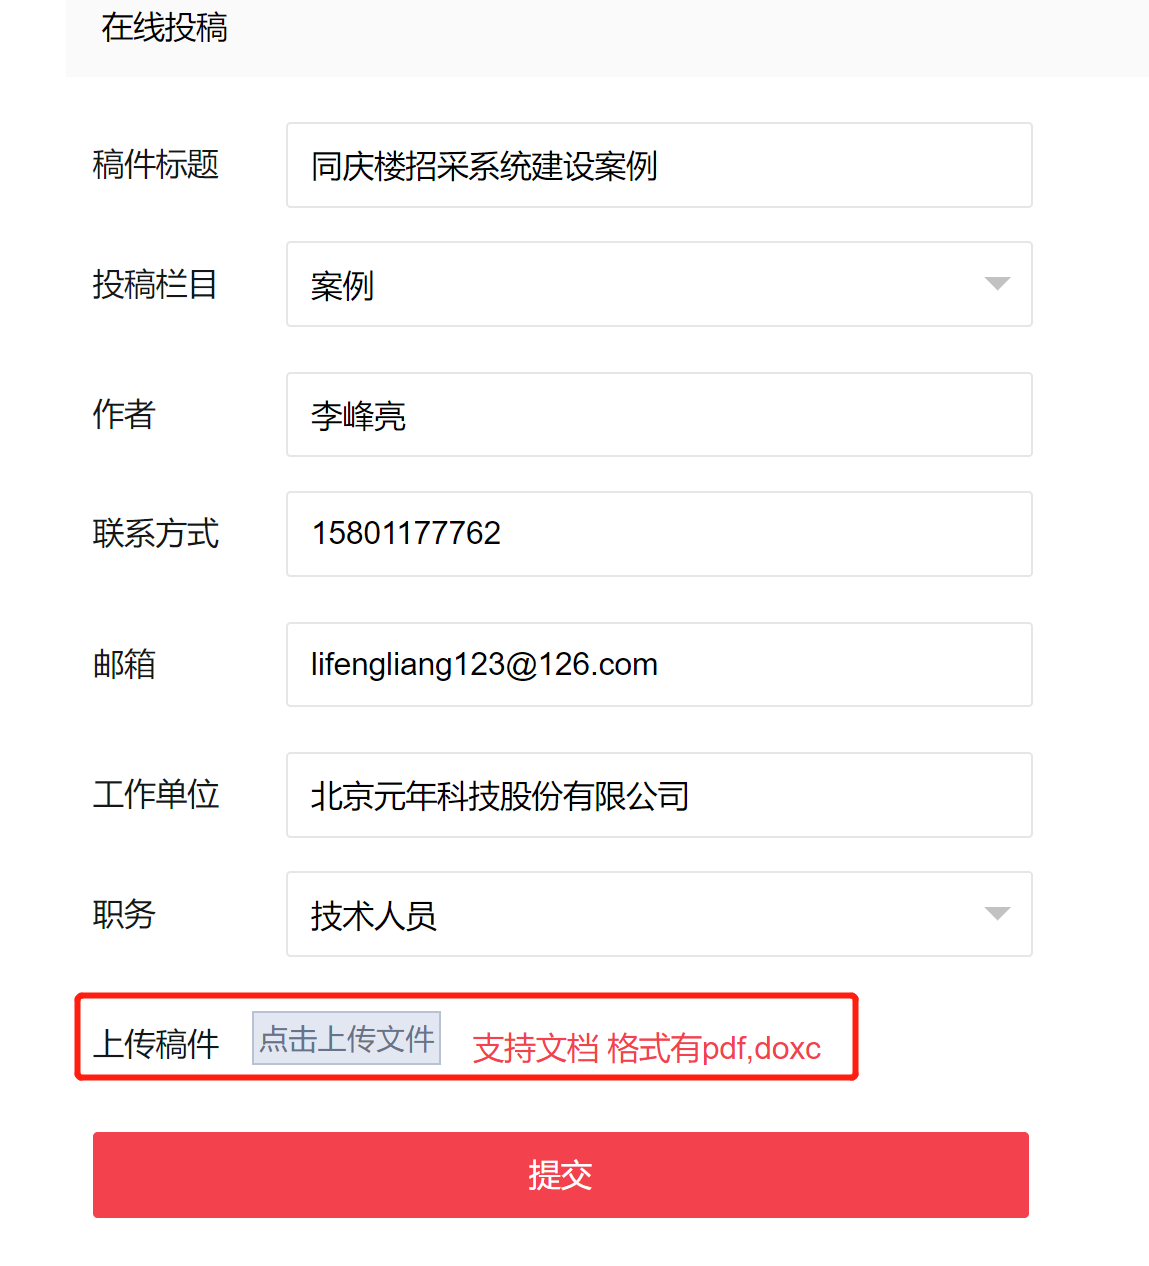 在线投稿
稿件标题 同庆楼招采系统建设案例
投稿栏目 案例
作者 李峰亮
联系方式 15801177762
邮箱 lifengliang123@126.com
工作单位 北京元年科技股份有限公司
职务 技术人员
上传稿件 点击上传文件 支持文档 格式有pdf,doxc
提交